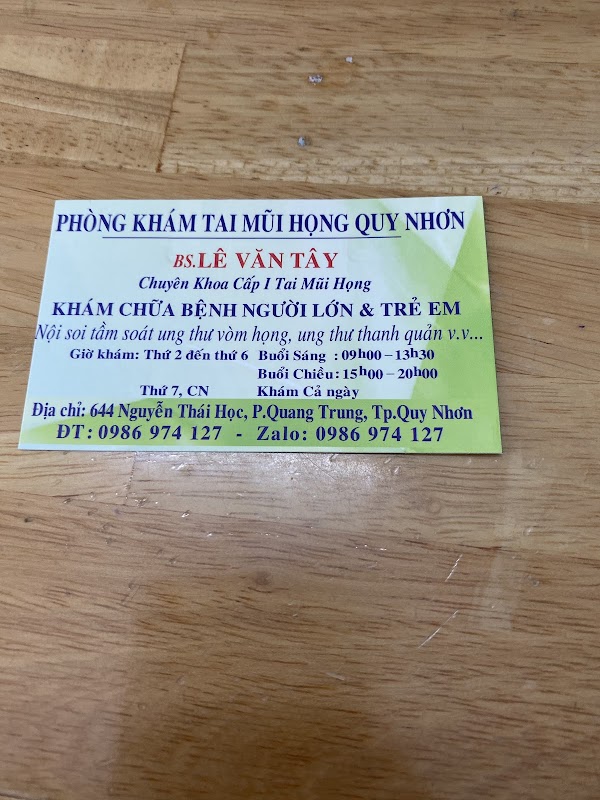 PHÒNG KHÁM TAI MŨI HỌNG QUY NHƠN
BS.LÊ VĂN TÂY
Chuyên Khoa Cấp I Tai Mũi Họng
KHÁM CHỮA BỆNH NGƯỜI LỚN & TRẺ EM
Nội soi tầm soát ung thư vòm họng, ung thư thanh quản v.v...
Giờ khám: Thứ 2 đến thứ 6 Buổi Sáng : 09h00 – 13h30
Buổi Chiều : 15h00 – 20h00
Thứ 7, CN Khám Cả ngày
Địa chỉ: 644 Nguyễn Thái Học, P.Quang Trung, Tp.Quy Nhơn
ĐT : 0986 974 127 - Zalo: 0986 974 127